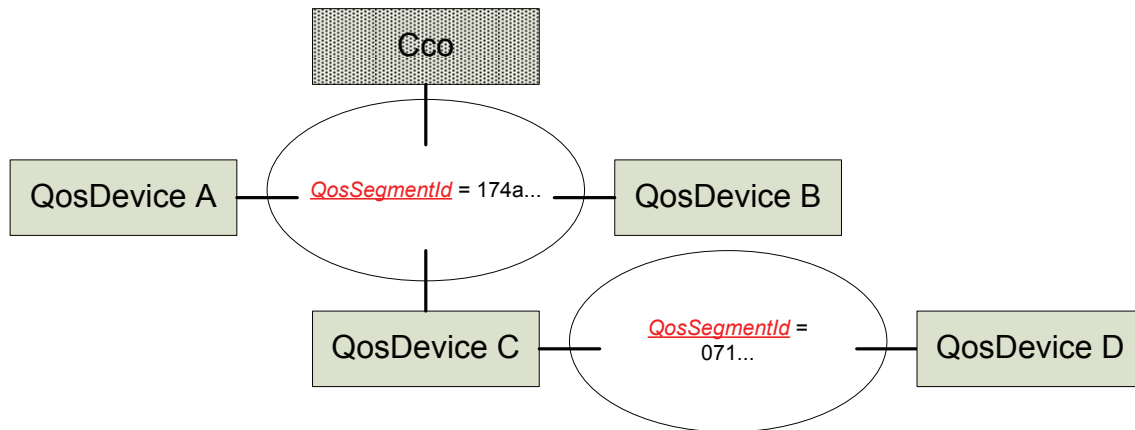 Cco
QosDevice A
QosSegmentId = 174a...
QosDevice B
QosDevice C
QosSegmentId =
071...
QosDevice D